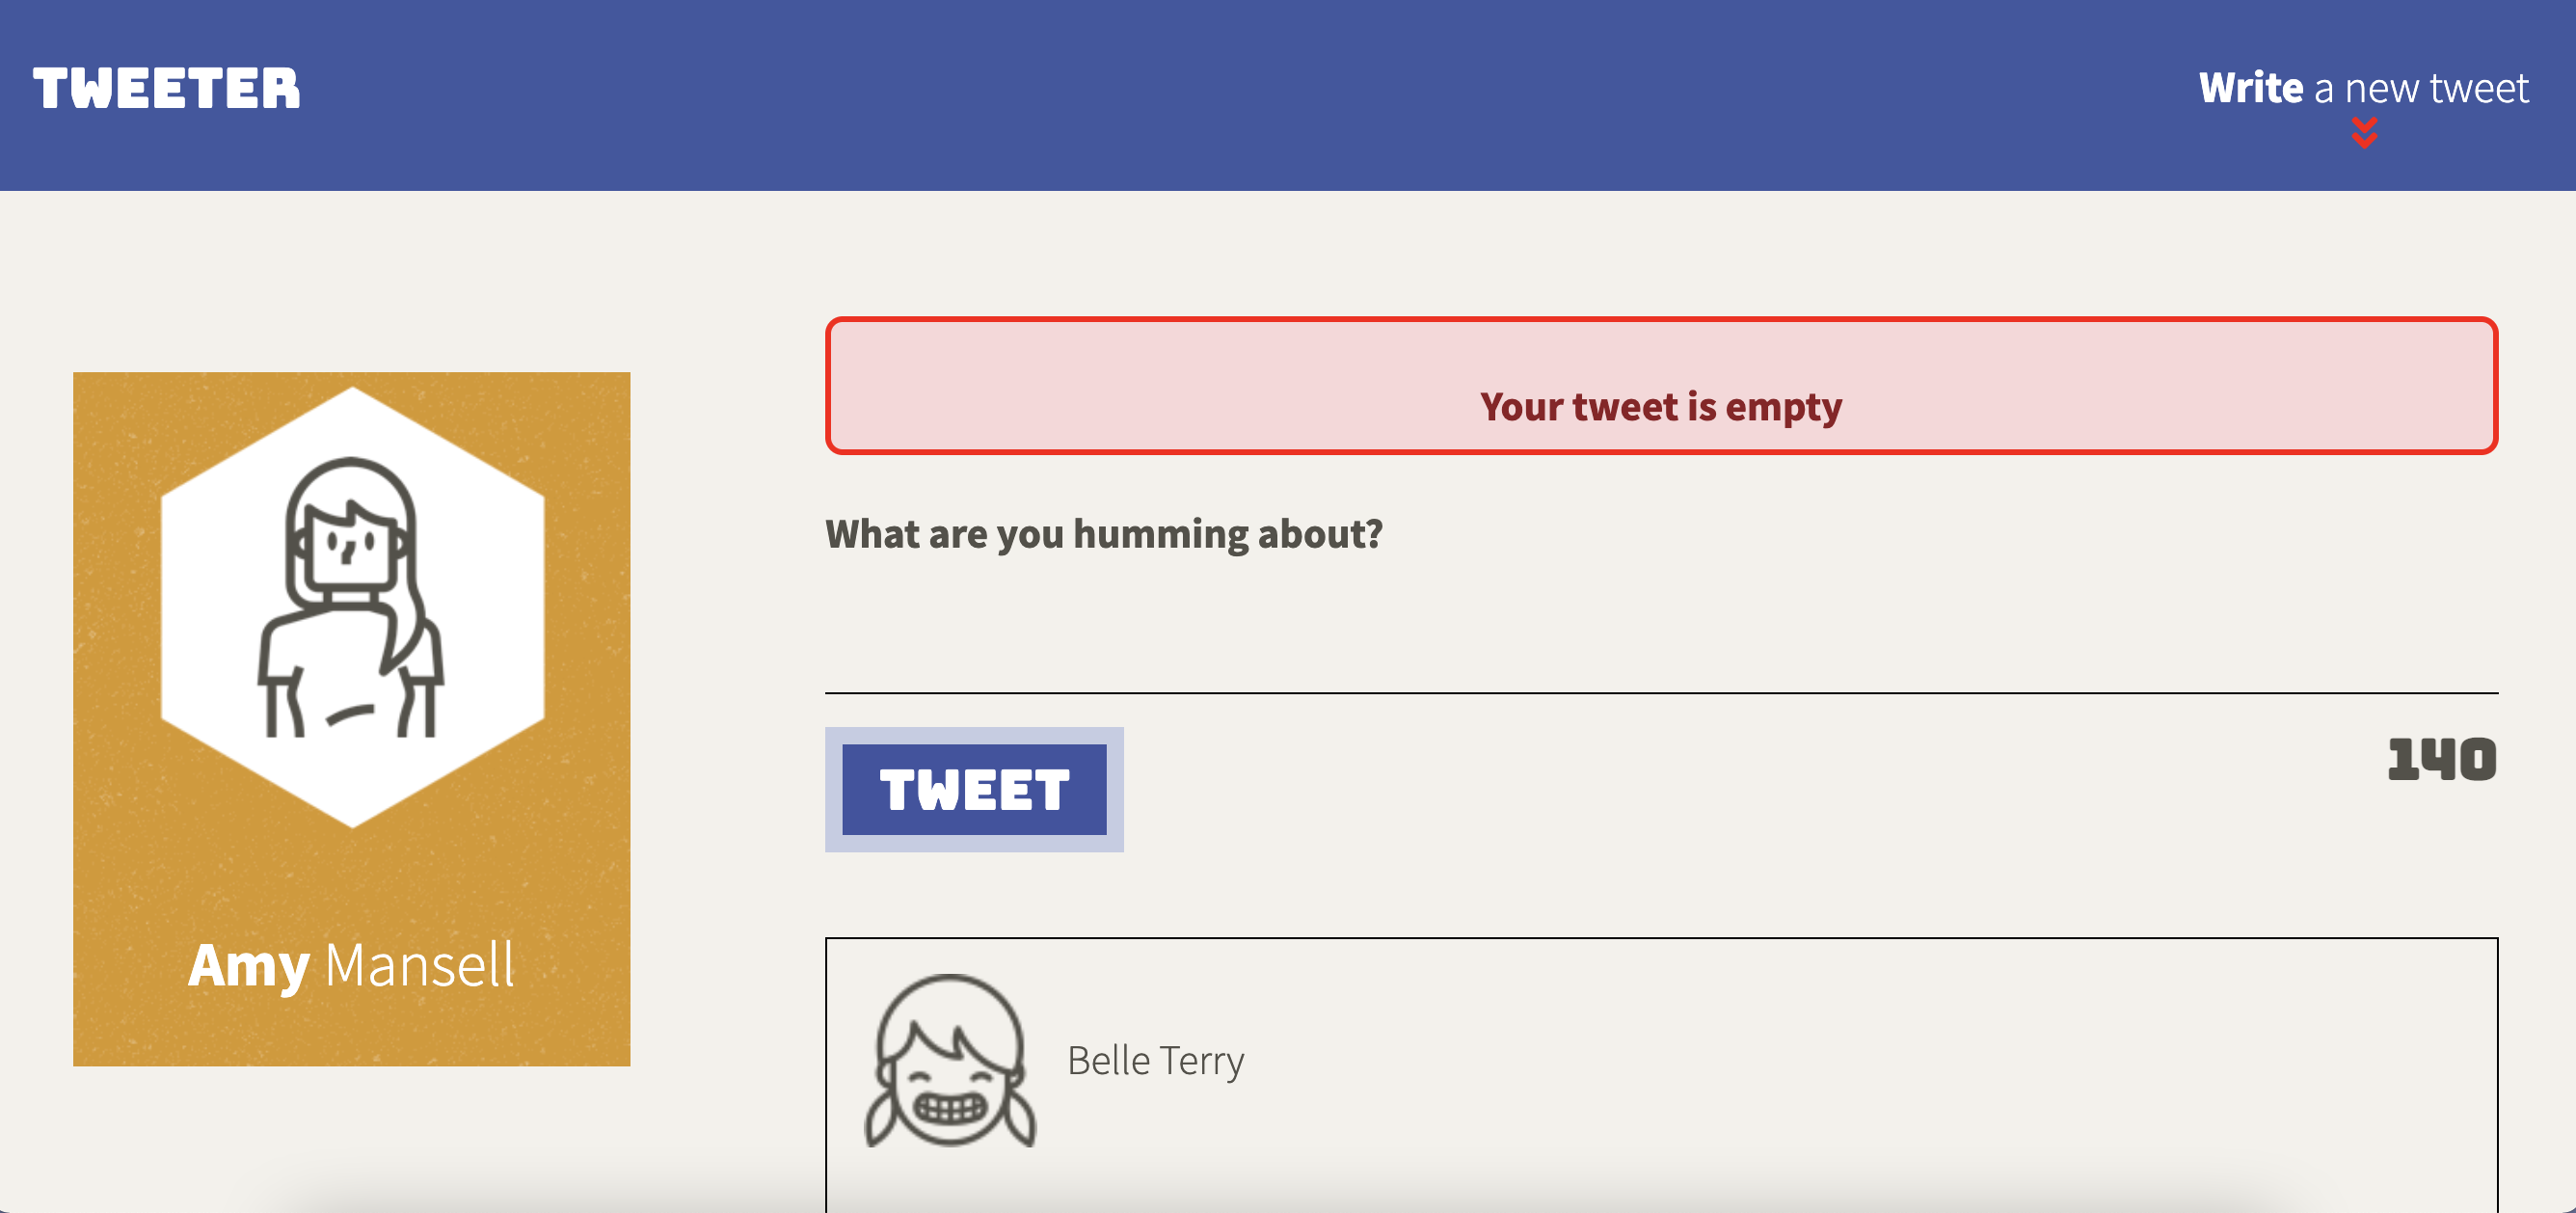 TWEETER
Write a new tweet
Your tweet is empty
What are you humming about?
TWEET
140
Amy Mansell
Belle Terry